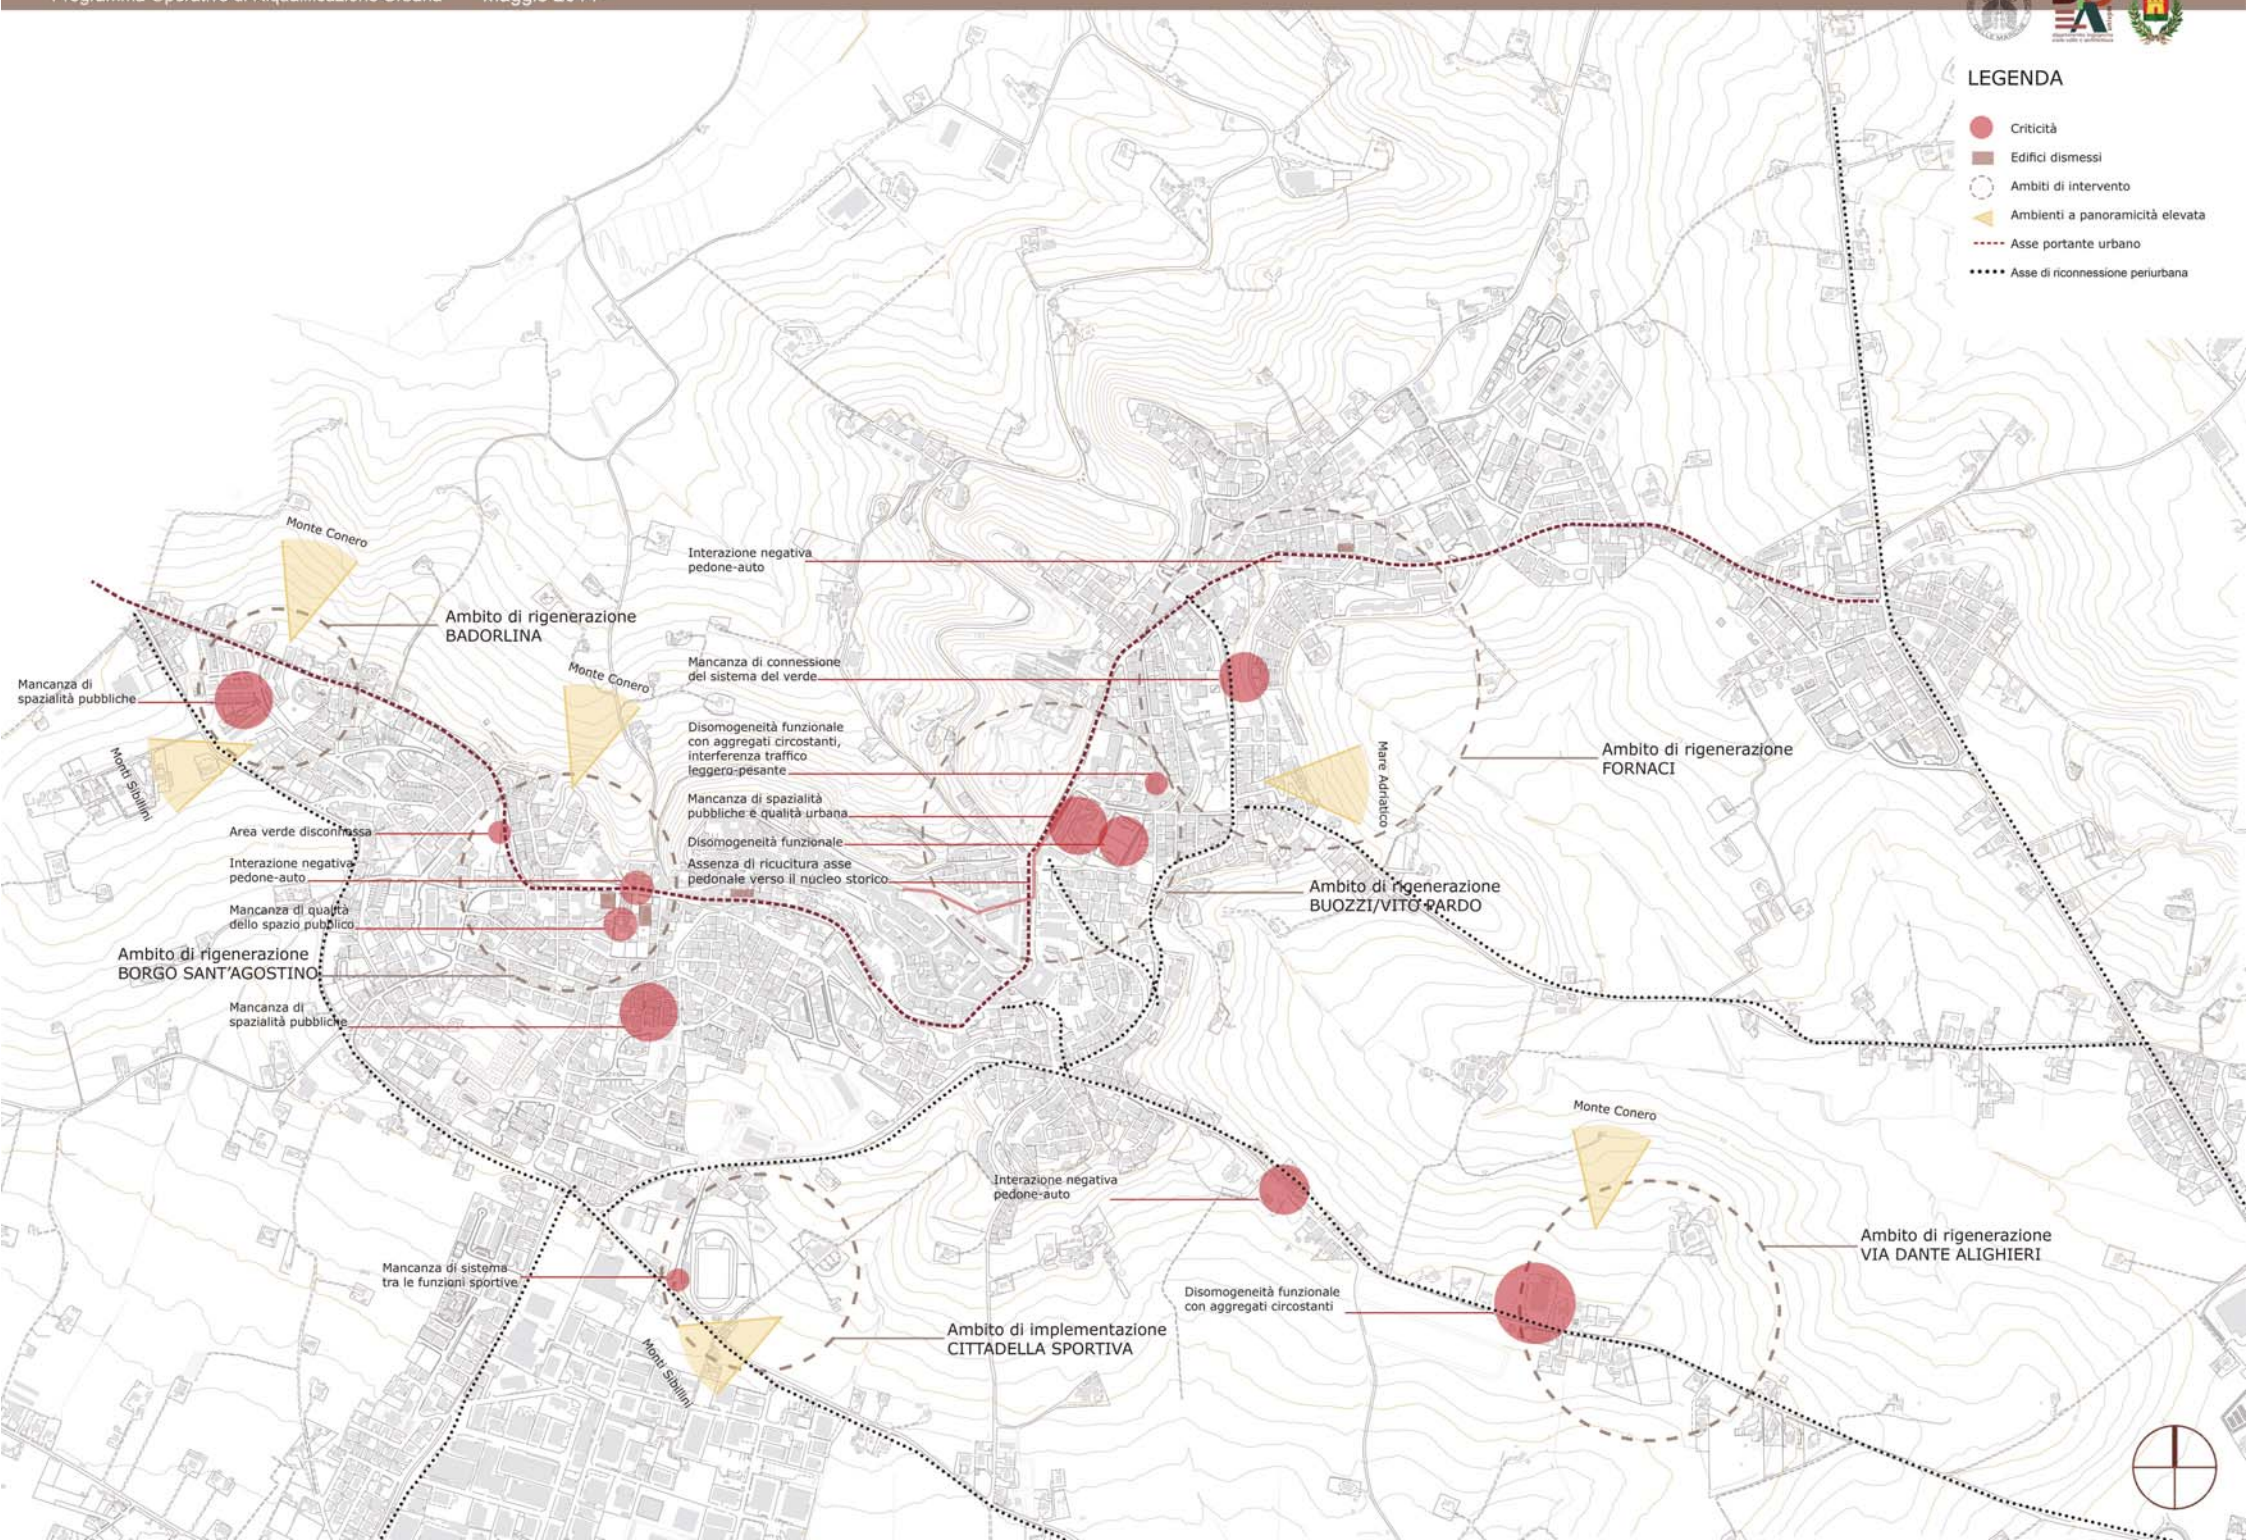 LEGENDA
Criticità
Edifici dismessi
Ambiti di intervento
Ambienti a panoramicità elevata
Asse portante urbano
Asse di riconnessione periurbana
Monte Conero
Interazione negativa
pedone-auto
Ambito di rigenerazione
BADORLINA
Monte Conero
Mancanza di connessione
del sistema del verde
Mancanza di
spazialità pubbliche
Disomogeneità funzionale
con aggregati circostanti,
interferenza traffico
leggero-pesante
Monti Sibillini
Mare Adriatico
Ambito di rigenerazione
FORNACI
Mancanza di spazialità
pubbliche e qualità urbana
Area verde disconnessa
Disomogeneità funzionale
Interazione negativa
pedone-auto
Assenza di ricucitura asse
pedonale verso il nucleo storico
Ambito di rigenerazione
BUOZZI/VITO PARDO
Mancanza di qualità
dello spazio pubblico
Ambito di rigenerazione
BORGO SANT'AGOSTINO
Mancanza di
spazialità pubbliche
Monte Conero
Interazione negativa
pedone-auto
Ambito di rigenerazione
VIA DANTE ALIGHIERI
Mancanza di sistema
tra le funzioni sportive
Disomogeneità funzionale
con aggregati circostanti
Ambito di implementazione
CITTADELLA SPORTIVA
Monti Sibillini